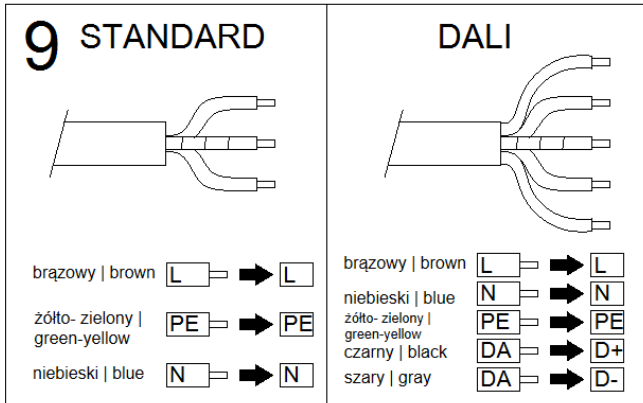 9 STANDARD
brązowy | brown L L
żółto- zielony |
green-yellow PE PE
niebieski | blue N N
DALI
brązowy | brown L L
niebieski | blue N N
żółto- zielony |
green-yellow PE PE
czarny | black DA D+
szary | gray DA D-